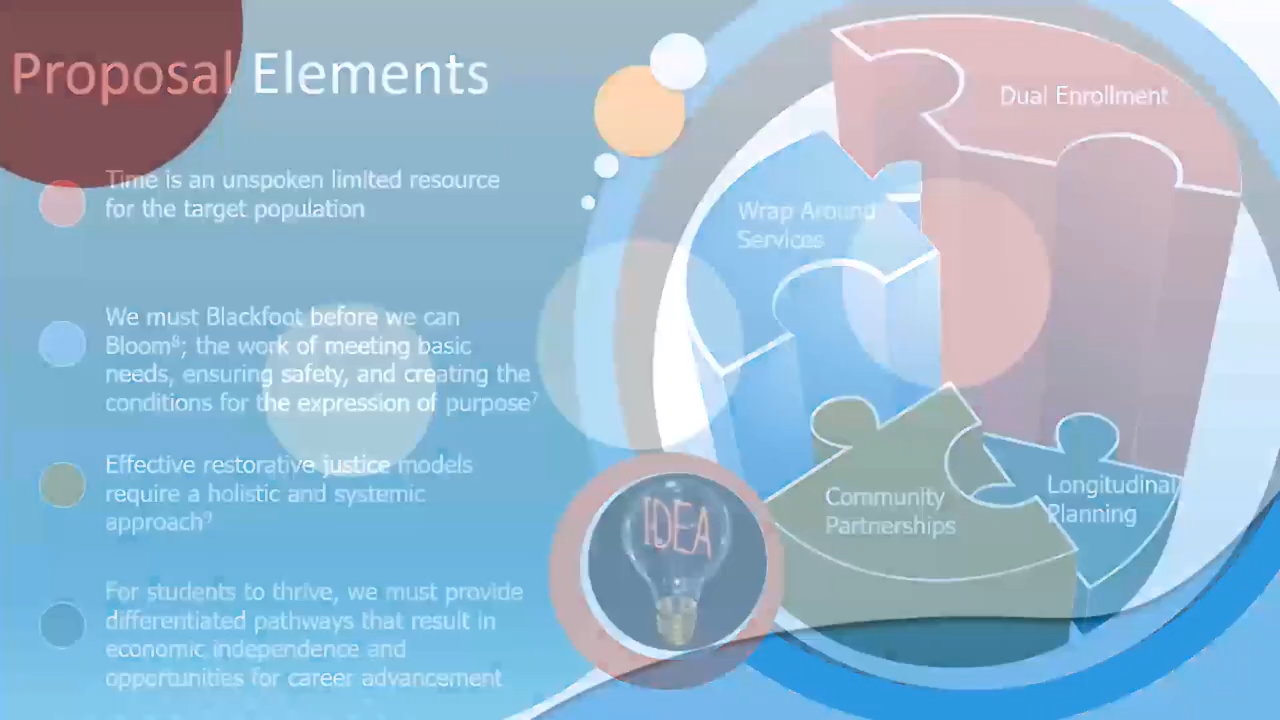 Proposal Elements
Time is an unspoken limited resource
for the target population
We must Blackfoot before we can
Bloom⁸; the work of meeting basic
needs, ensuring safety, and creating the
conditions for the expression of purpose⁷
Effective restorative justice models
require a holistic and systemic
approach⁹
For students to thrive, we must provide
differentiated pathways that result in
economic independence and
opportunities for career advancement
Dual Enrollment
Wrap Around
Services
Community
Partnerships
Longitudinal
Planning
IDEA